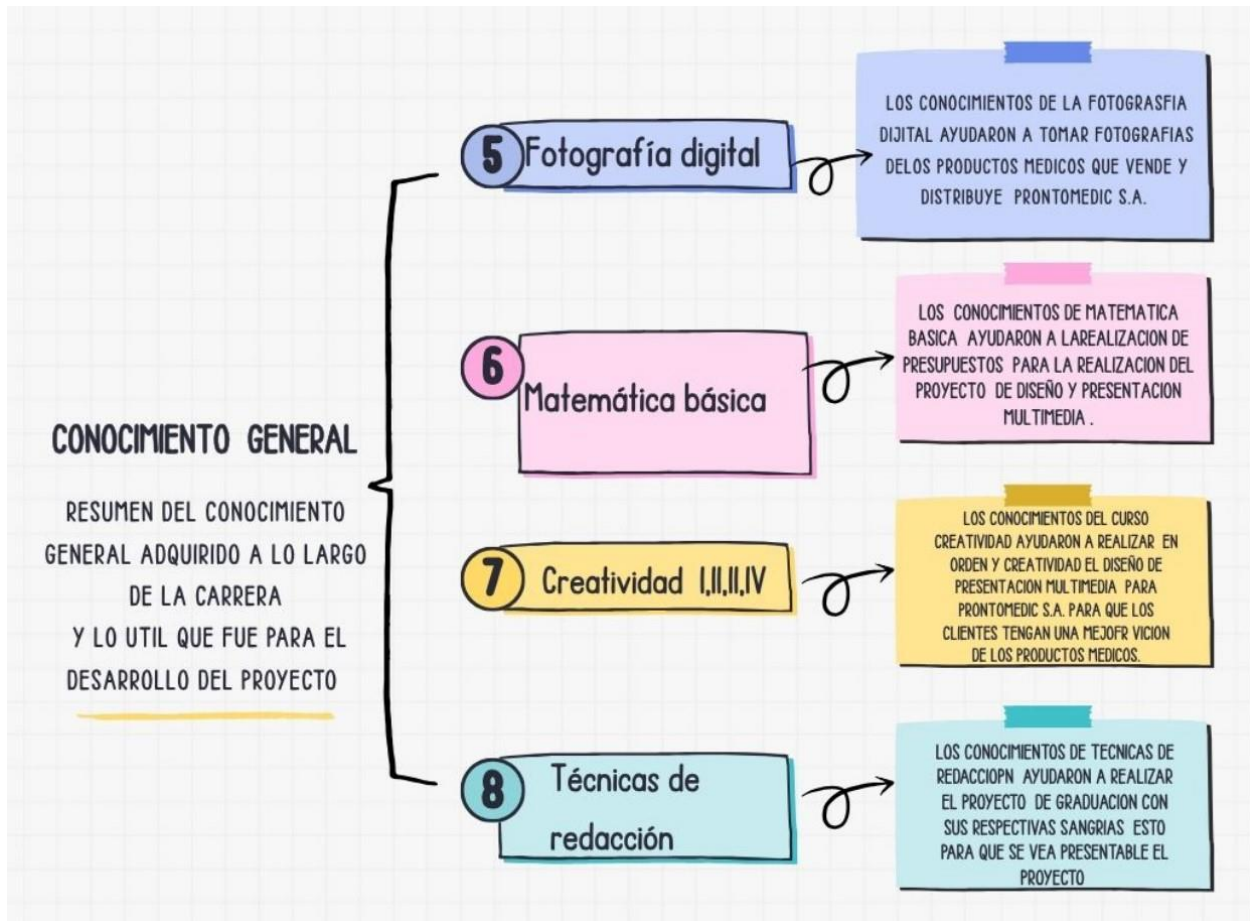 CONOCIMIENTO GENERAL
RESUMEN DEL CONOCIMIENTO
GENERAL ADQUIRIDO A LO LARGO
DE LA CARRERA
Y LO UTIL QUE FUE PARA EL
DESARROLLO DEL PROYECTO
5 Fotografía digital
LOS CONOCIMIENTOS DE LA FOTOGRASFIA
DIJITAL AYUDARON A TOMAR FOTOGRAFIAS
DELOS PRODUCTOS MEDICOS QUE VENDE Y
DISTRIBUYE PRONTOMEDIC S.A.
6
Matemática básica
LOS CONOCIMIENTOS DE MATEMATICA
BASICA AYUDARON A LAREALIZACION DE
PRESUPUESTOS PARA LA REALIZACION DEL
PROYECTO DE DISEÑO Y PRESENTACION
MULTIMEDIA .
7 Creatividad I,II,II,IV
LOS CONOCIMIENTOS DEL CURSO
CREATIVIDAD AYUDARON A REALIZAR EN
ORDEN Y CREATIVIDAD EL DISEÑO DE
PRESENTACION MULTIMEDIA PARA
PRONTOMEDIC S.A. PARA QUE LOS
CLIENTES TENGAN UNA MEJOFR VICION
DE LOS PRODUCTOS MEDICOS.
8 Técnicas de
redacción
LOS CONOCIMIENTOS DE TECNICAS DE
REDACCIOPN AYUDARON A REALIZAR
EL PROYECTO DE GRADUACION CON
SUS RESPECTIVAS SANGRIAS ESTO
PARA QUE SE VEA PRESENTABLE EL
PROYECTO